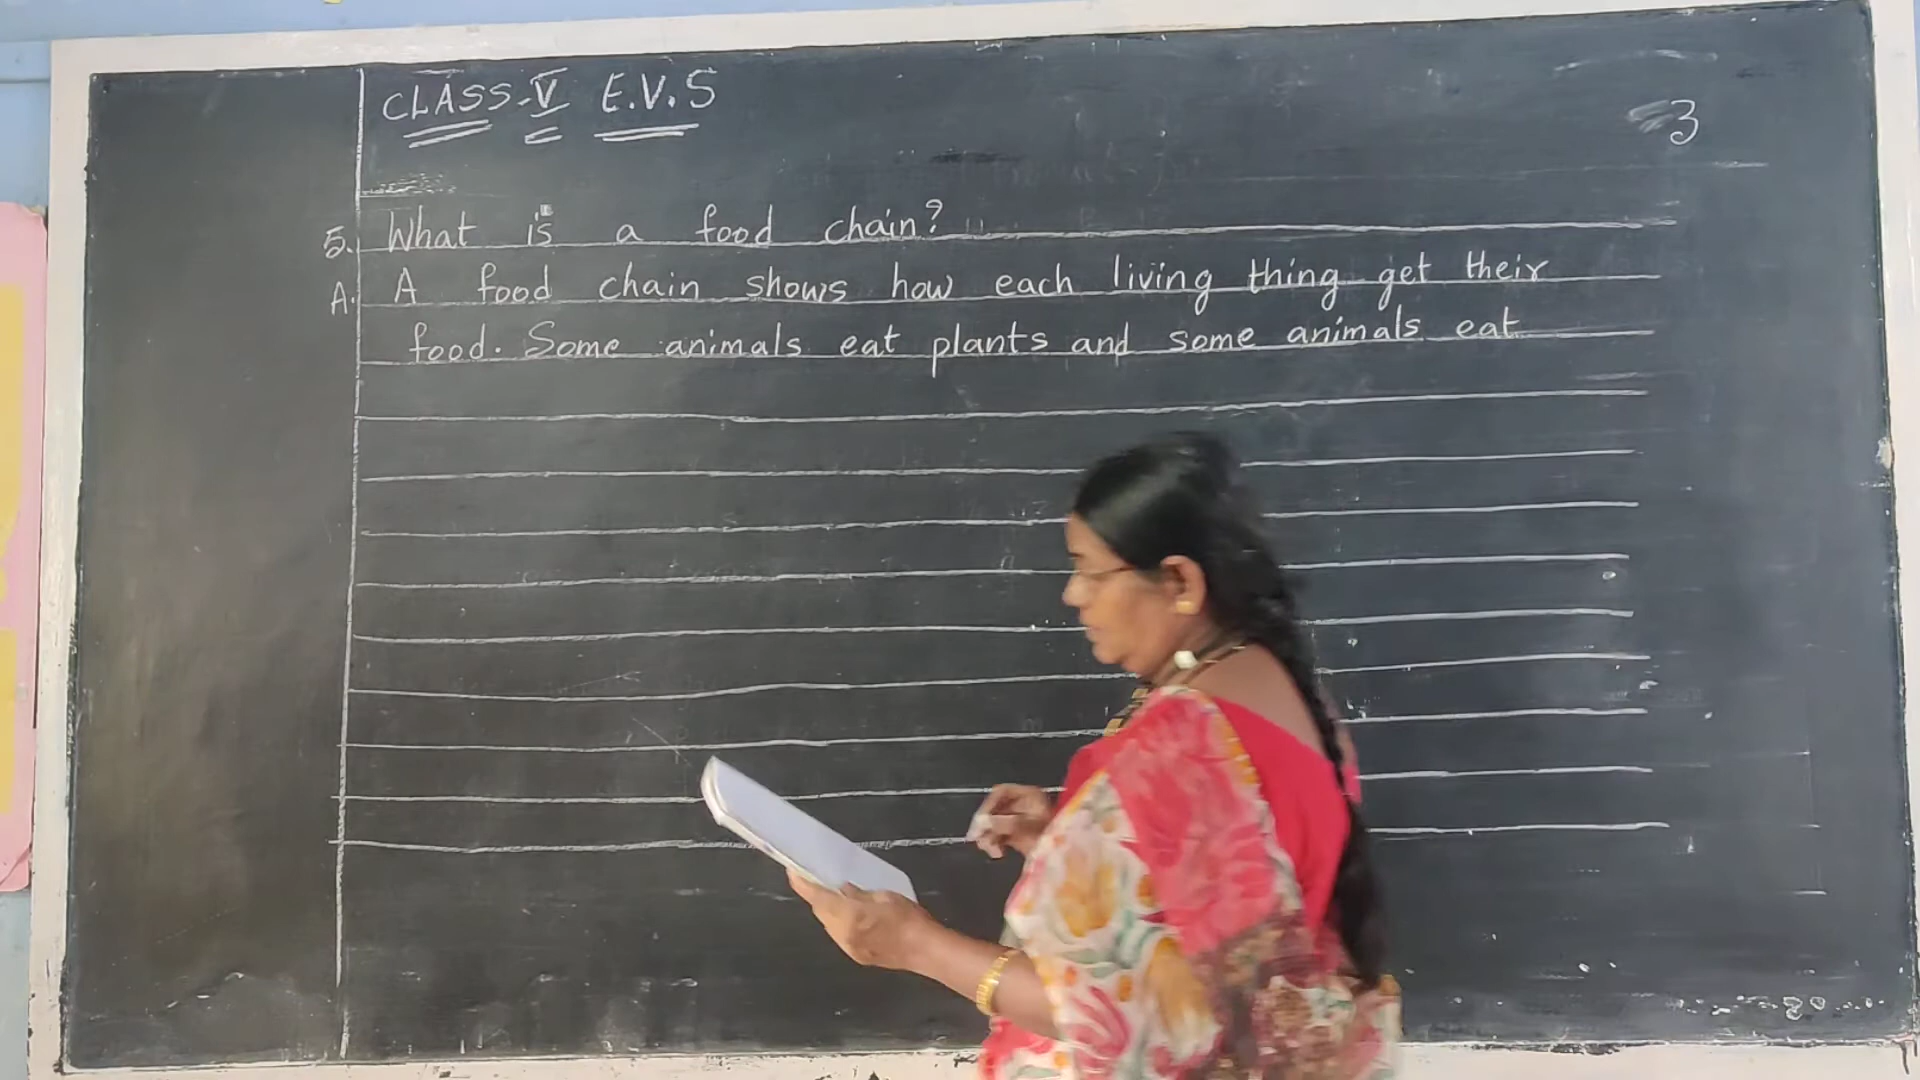 CLASS-V E.V.S
3
5. What is a food chain?
A. A food chain shows how each living thing get their
food. Some animals eat plants and some animals eat